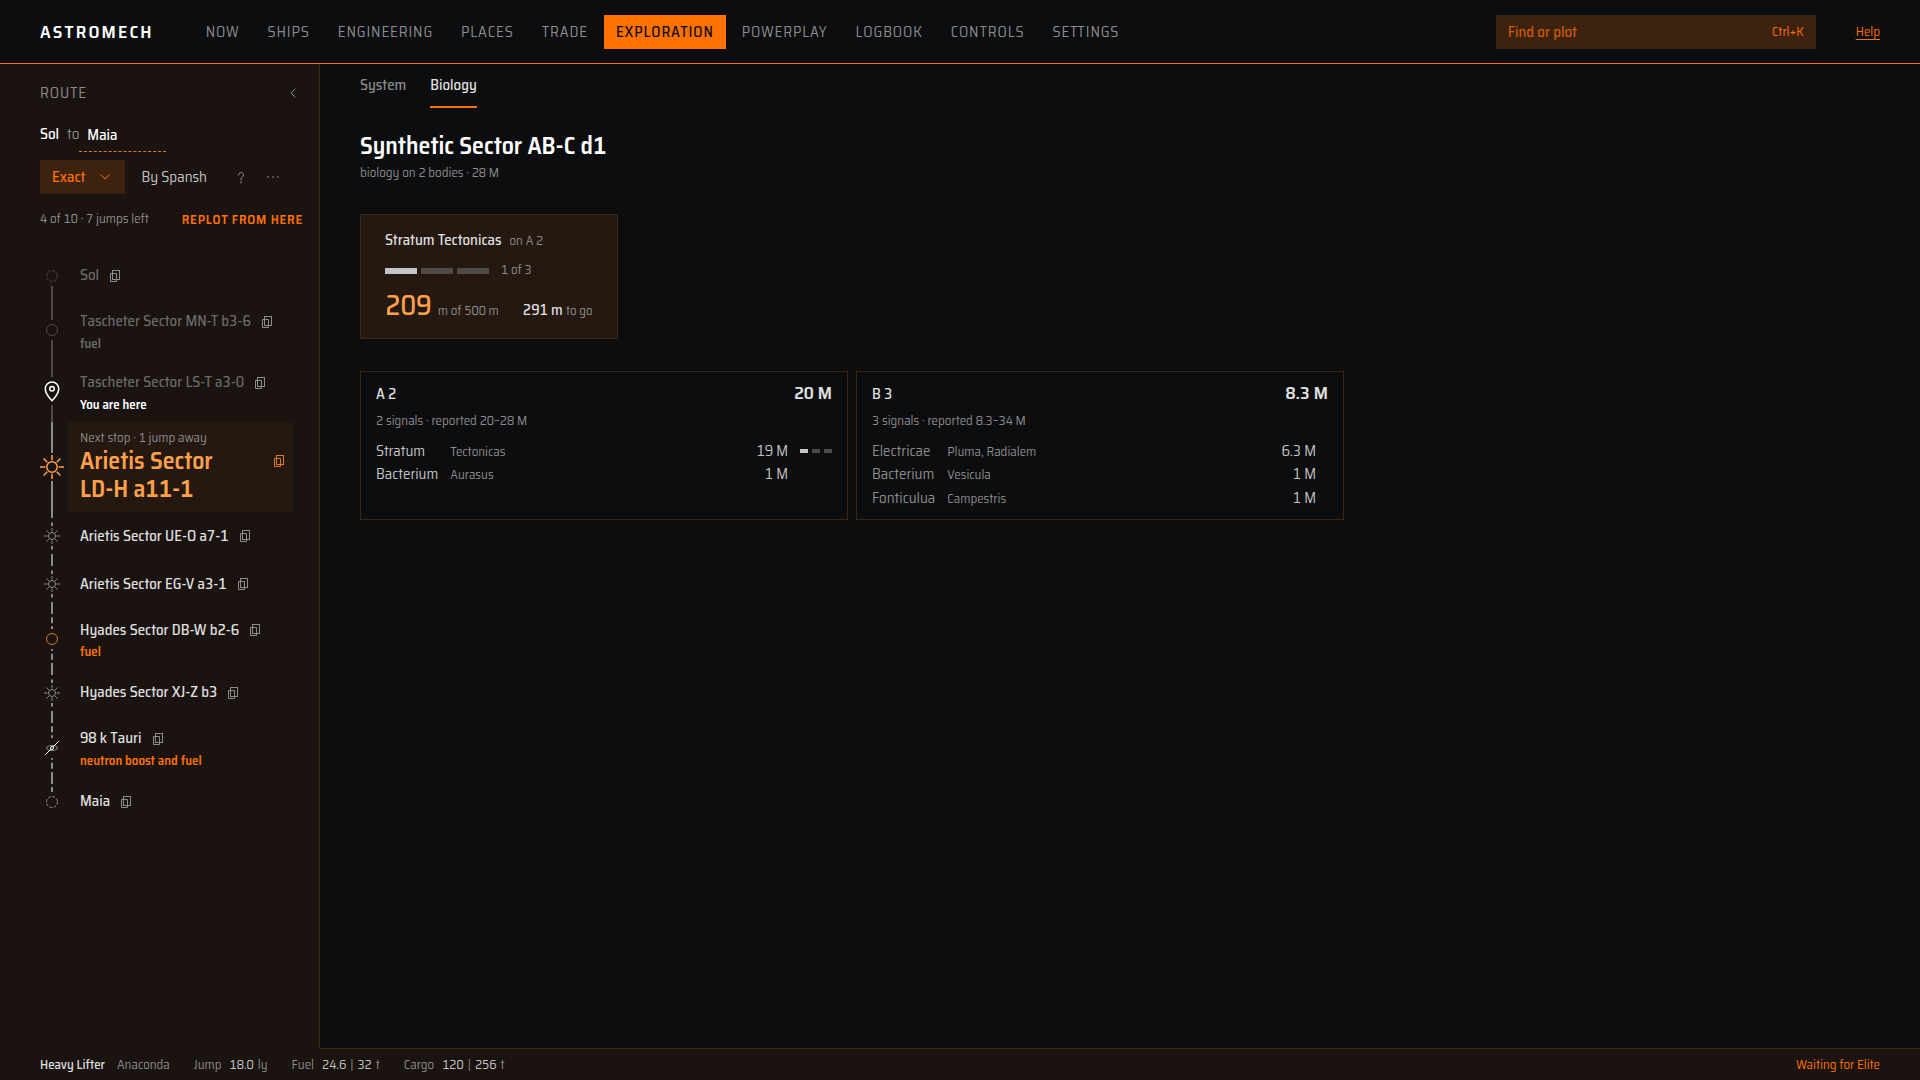 ASTROMECH NOW SHIPS ENGINEERING PLACES TRADE EXPLORATION POWERPLAY LOGBOOK CONTROLS SETTINGS Find or plot Ctrl+K Help
ROUTE
Sol to Maia
Exact By Spansh ? ...
4 of 10 · 7 jumps left REPLOT FROM HERE
Sol
Tascheter Sector MN-T b3-6
fuel
Tascheter Sector LS-T a3-0
You are here
Next stop · 1 jump away
Arietis Sector
LD-H a11-1
Arietis Sector UE-O a7-1
Arietis Sector EG-V a3-1
Hyades Sector DB-W b2-6
fuel
Hyades Sector XJ-Z b3
98 k Tauri
neutron boost and fuel
Maia
System Biology
Synthetic Sector AB-C d1
biology on 2 bodies · 28 M
Stratum Tectonicas on A 2
1 of 3
209 m of 500 m 291 m to go
A 2 20 M
2 signals · reported 20–28 M
Stratum Tectonicas 19 M
Bacterium Aurasus 1 M
B 3 8.3 M
3 signals · reported 8.3–34 M
Electricae Pluma, Radialem 6.3 M
Bacterium Vesicula 1 M
Fonticulua Campestris 1 M
Heavy Lifter Anaconda Jump 18.0 ly Fuel 24.6 | 32 t Cargo 120 | 256 t Waiting for Elite